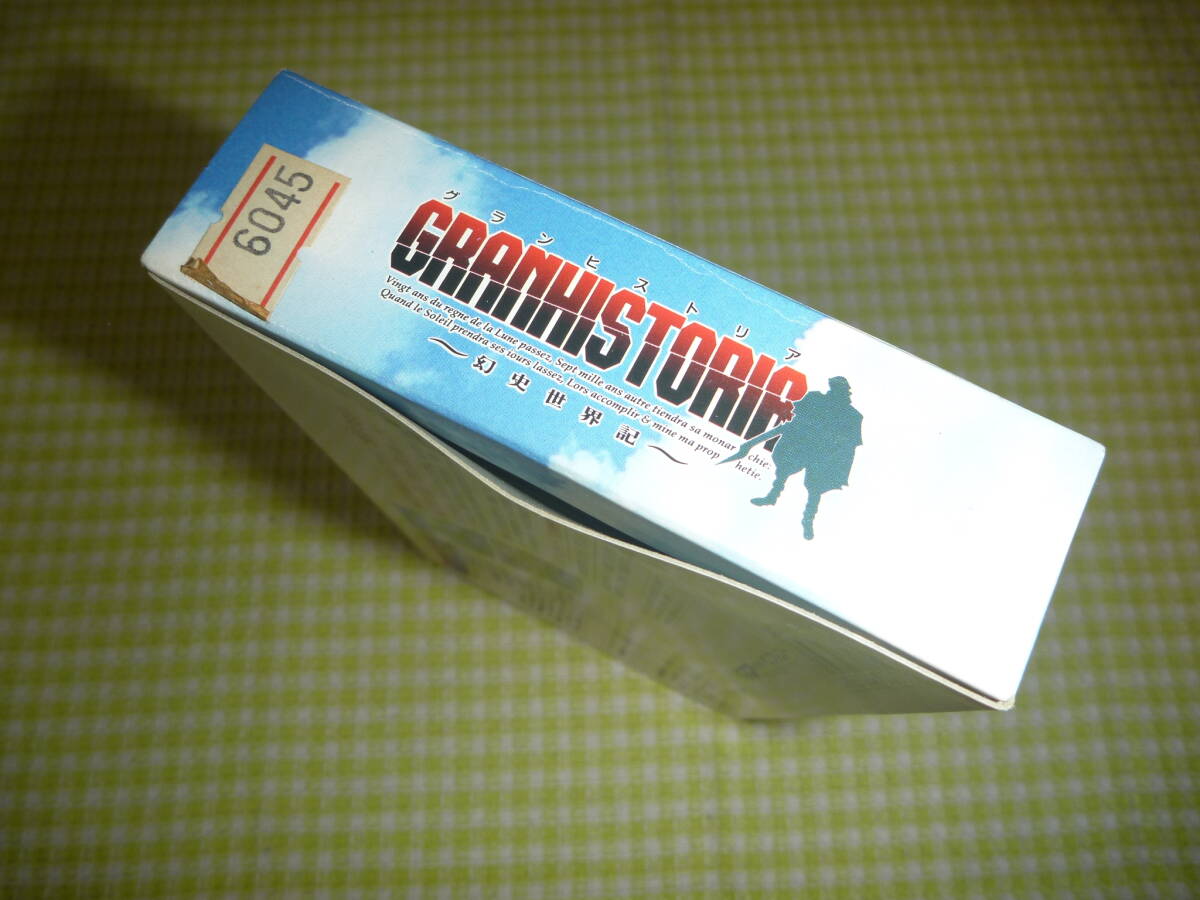 6045
グランヒストリア
GRANHISTORIA
Vingt ans du regne de la Lune passez, Sept mille ans autre tiendra sa monar chie:
Quand le Soleil prendra ses iours lassez, Lors accomplir & mine ma prop hetie.
～幻史世界記～